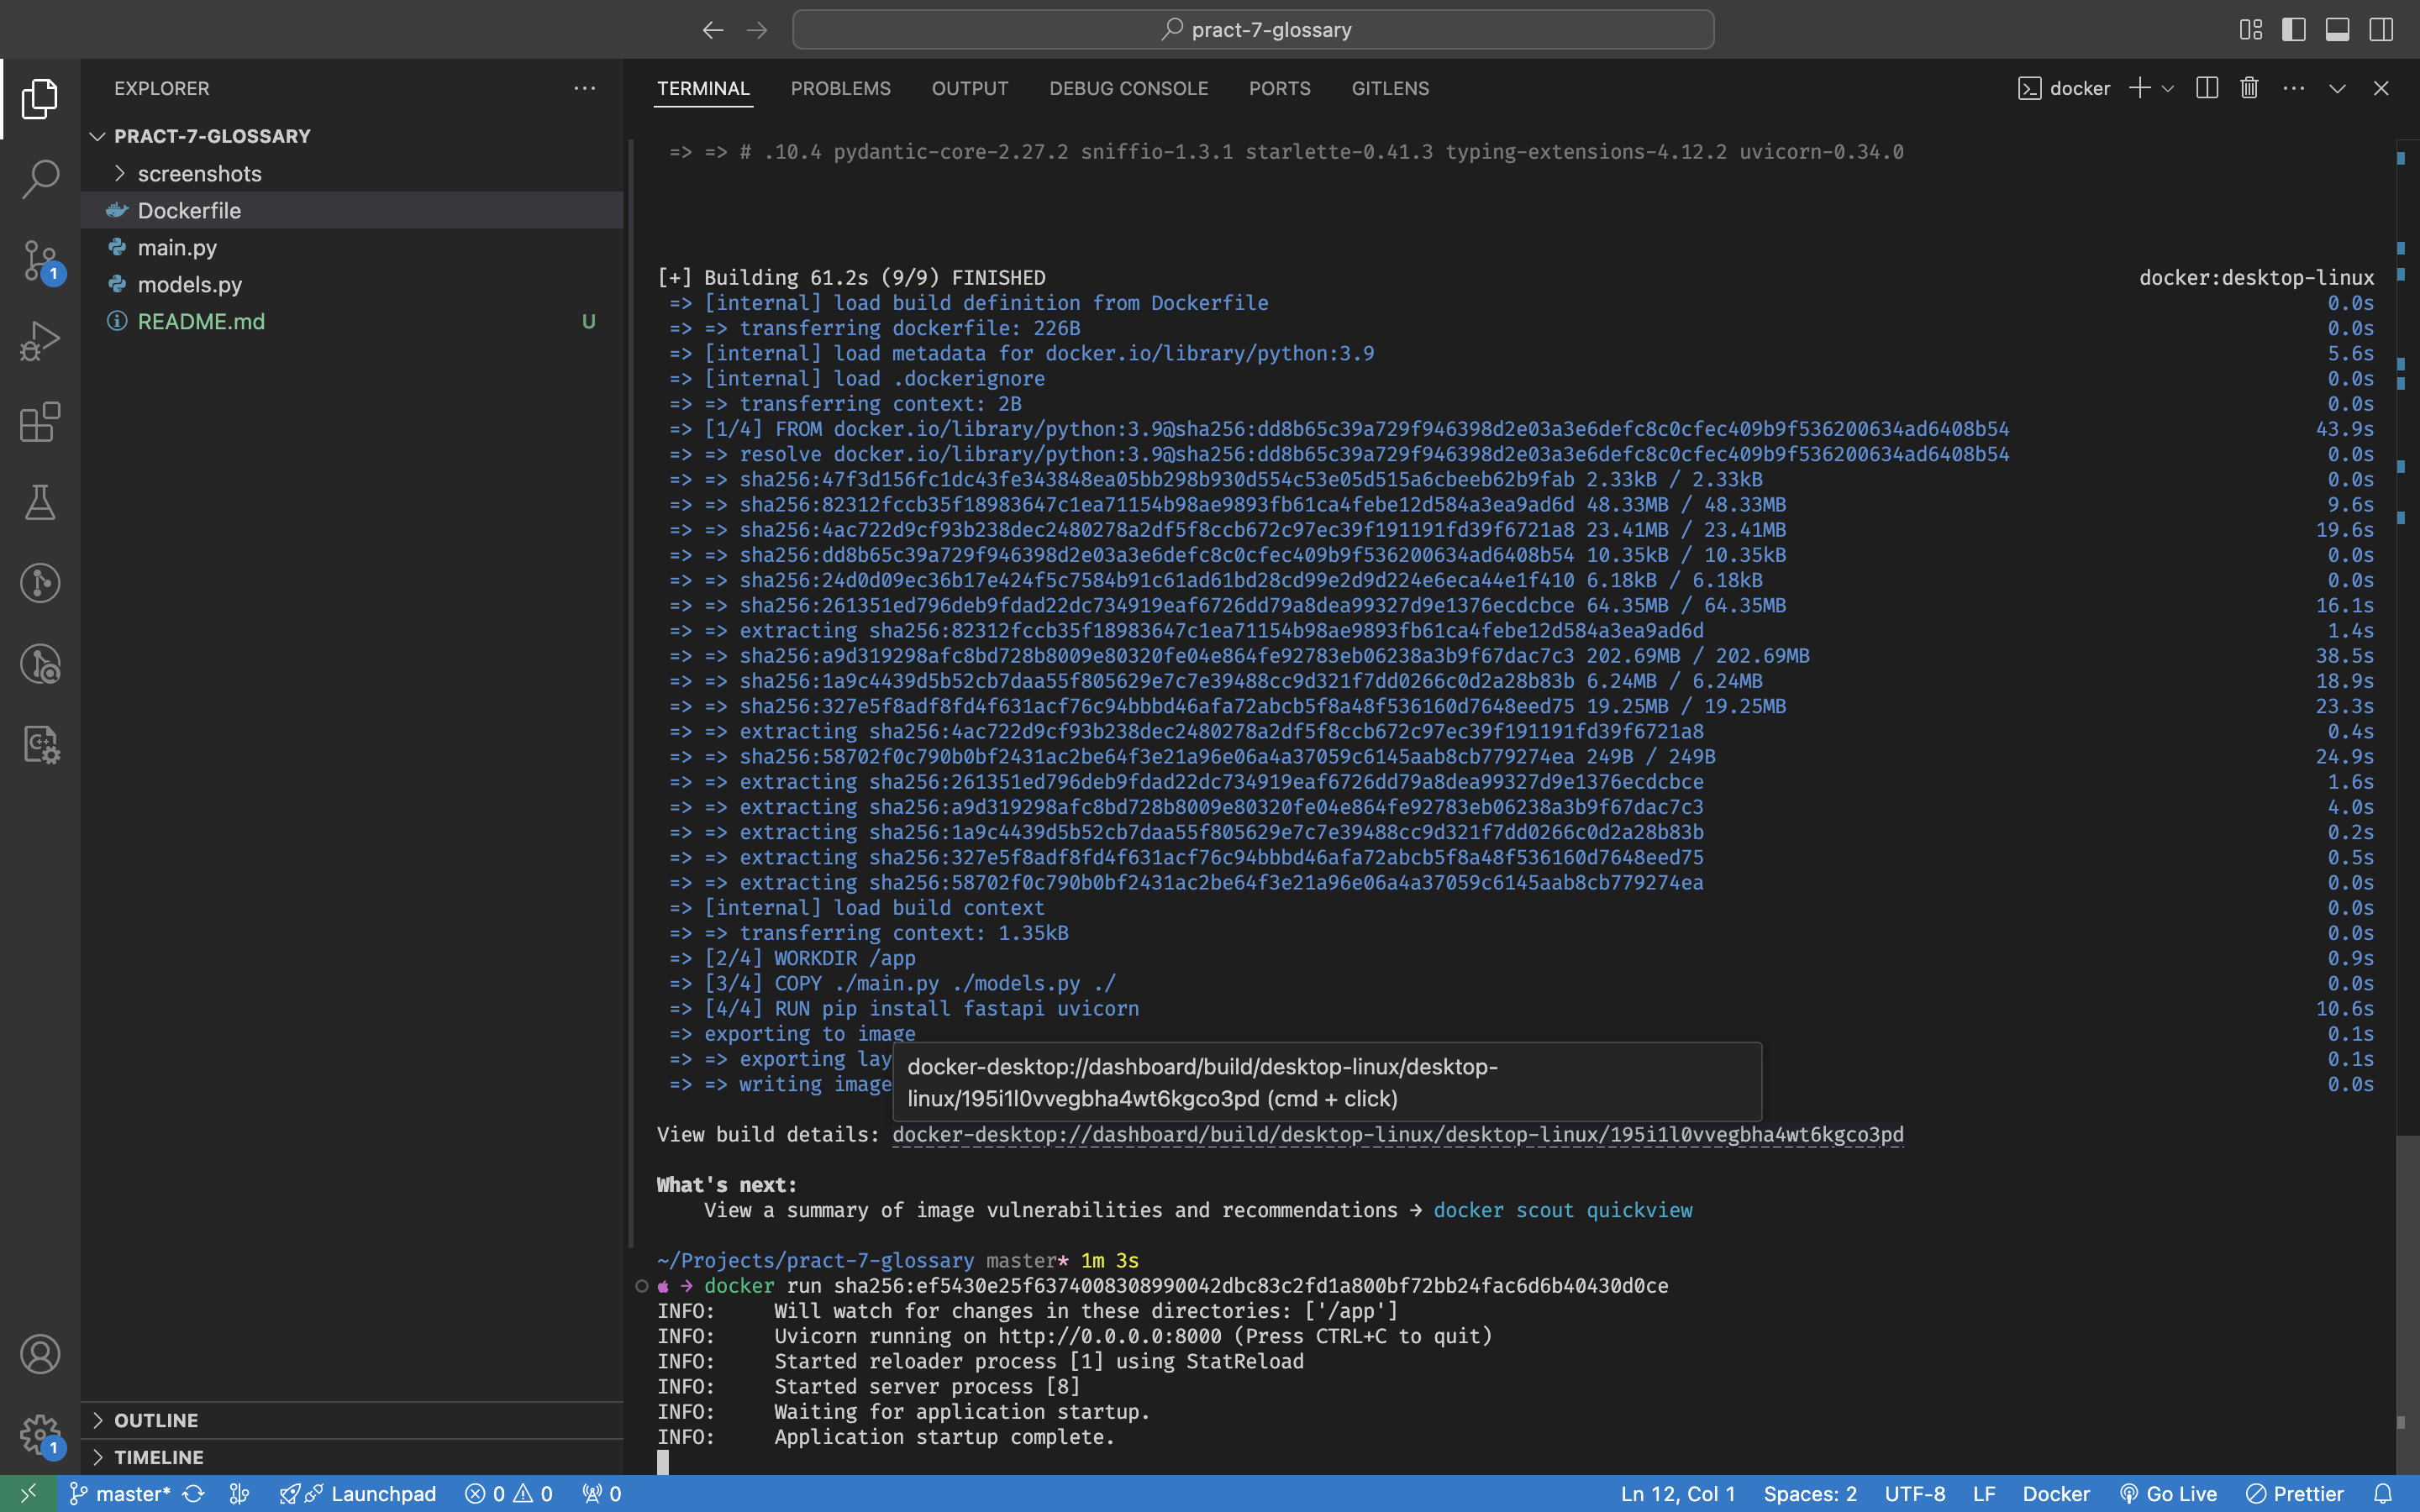 pract-7-glossary
EXPLORER
PRACT-7-GLOSSARY
screenshots
Dockerfile
main.py
models.py
README.md U
OUTLINE
TIMELINE
TERMINAL PROBLEMS OUTPUT DEBUG CONSOLE PORTS GITLENS
docker
=> => # .10.4 pydantic-core-2.27.2 sniffio-1.3.1 starlette-0.41.3 typing-extensions-4.12.2 uvicorn-0.34.0
[+] Building 61.2s (9/9) FINISHED docker:desktop-linux
=> [internal] load build definition from Dockerfile 0.0s
=> => transferring dockerfile: 226B 0.0s
=> [internal] load metadata for docker.io/library/python:3.9 5.6s
=> [internal] load .dockerignore 0.0s
=> => transferring context: 2B 0.0s
=> [1/4] FROM docker.io/library/python:3.9@sha256:dd8b65c39a729f946398d2e03a3e6defc8c0cfec409b9f536200634ad6408b54 43.9s
=> => resolve docker.io/library/python:3.9@sha256:dd8b65c39a729f946398d2e03a3e6defc8c0cfec409b9f536200634ad6408b54 0.0s
=> => sha256:47f3d156fc1dc43fe343848ea05bb298b930d554c53e05d515a6cbeeb62b9fab 2.33kB / 2.33kB 0.0s
=> => sha256:82312fccb35f18983647c1ea71154b98ae9893fb61ca4febe12d584a3ea9ad6d 48.33MB / 48.33MB 9.6s
=> => sha256:4ac722d9cf93b238dec2480278a2df5f8ccb672c97ec39f191191fd39f6721a8 23.41MB / 23.41MB 19.6s
=> => sha256:dd8b65c39a729f946398d2e03a3e6defc8c0cfec409b9f536200634ad6408b54 10.35kB / 10.35kB 0.0s
=> => sha256:24d0d09ec36b17e424f5c7584b91c61ad61bd28cd99e2d9d224e6eca44e1f410 6.18kB / 6.18kB 0.0s
=> => sha256:261351ed796deb9fdad22dc734919eaf6726dd79a8dea99327d9e1376ecdcbce 64.35MB / 64.35MB 16.1s
=> => extracting sha256:82312fccb35f18983647c1ea71154b98ae9893fb61ca4febe12d584a3ea9ad6d 1.4s
=> => sha256:a9d319298afc8bd728b8009e80320fe04e864fe92783eb06238a3b9f67dac7c3 202.69MB / 202.69MB 38.5s
=> => sha256:1a9c4439d5b52cb7daa55f805629e7c7e39488cc9d321f7dd0266c0d2a28b83b 6.24MB / 6.24MB 18.9s
=> => sha256:327e5f8adf8fd4f631acf76c94bbbd46afa72abcb5f8a48f536160d7648eed75 19.25MB / 19.25MB 23.3s
=> => extracting sha256:4ac722d9cf93b238dec2480278a2df5f8ccb672c97ec39f191191fd39f6721a8 0.4s
=> => sha256:58702f0c790b0bf2431ac2be64f3e21a96e06a4a37059c6145aab8cb779274ea 249B / 249B 24.9s
=> => extracting sha256:261351ed796deb9fdad22dc734919eaf6726dd79a8dea99327d9e1376ecdcbce 1.6s
=> => extracting sha256:a9d319298afc8bd728b8009e80320fe04e864fe92783eb06238a3b9f67dac7c3 4.0s
=> => extracting sha256:1a9c4439d5b52cb7daa55f805629e7c7e39488cc9d321f7dd0266c0d2a28b83b 0.2s
=> => extracting sha256:327e5f8adf8fd4f631acf76c94bbbd46afa72abcb5f8a48f536160d7648eed75 0.5s
=> => extracting sha256:58702f0c790b0bf2431ac2be64f3e21a96e06a4a37059c6145aab8cb779274ea 0.0s
=> [internal] load build context 0.0s
=> => transferring context: 1.35kB 0.0s
=> [2/4] WORKDIR /app 0.9s
=> [3/4] COPY ./main.py ./models.py ./ 0.0s
=> [4/4] RUN pip install fastapi uvicorn 10.6s
=> exporting to image 0.1s
=> => exporting lay 0.1s
=> => writing image 0.0s
docker-desktop://dashboard/build/desktop-linux/desktop-
linux/195i1l0vvegbha4wt6kgco3pd (cmd + click)
View build details: docker-desktop://dashboard/build/desktop-linux/desktop-linux/195i1l0vvegbha4wt6kgco3pd
What's next:
View a summary of image vulnerabilities and recommendations → docker scout quickview
~/Projects/pract-7-glossary master* 1m 3s
→ docker run sha256:ef5430e25f6374008308990042dbc83c2fd1a800bf72bb24fac6d6b40430d0ce
INFO: Will watch for changes in these directories: ['/app']
INFO: Uvicorn running on http://0.0.0.0:8000 (Press CTRL+C to quit)
INFO: Started reloader process [1] using StatReload
INFO: Started server process [8]
INFO: Waiting for application startup.
INFO: Application startup complete.
1
1
master* Launchpad 0 0 0 Ln 12, Col 1 Spaces: 2 UTF-8 LF Docker Go Live Prettier